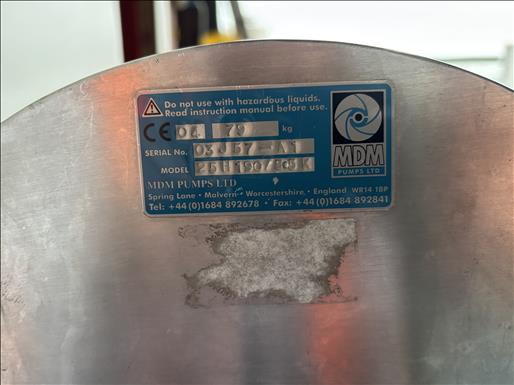 Do not use with hazardous liquids.
Read instruction manual before use.
CE 04 79 kg
SERIAL No. 03J57-A1
MODEL
MDM PUMPS LTD
Spring Lane · Malvern · Worcestershire, · England WR14 1BP
Tel: +44(0)1684 892678 · Fax: +44(0)1684 892841
MDM
PUMPS LTD